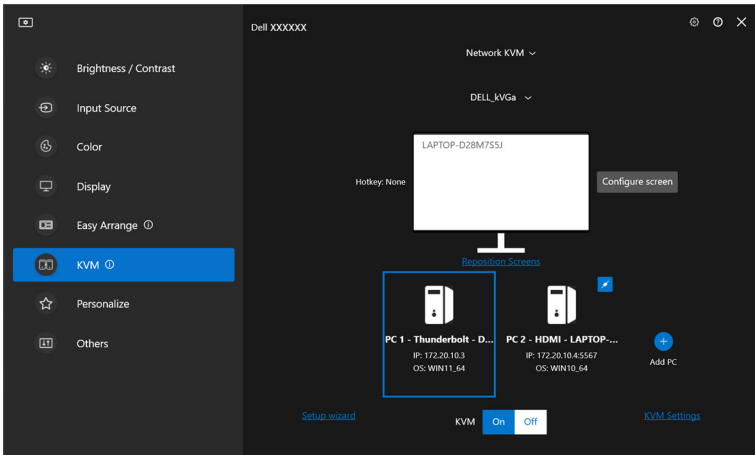 Dell XXXXXX
Brightness / Contrast
Input Source
Color
Display
Easy Arrange
KVM
Personalize
Others
Network KVM
DELL_kVGa
LAPTOP-D28M7S5J
Hotkey: None
Configure screen
Reposition Screens
PC 1 - Thunderbolt - D...
IP: 172.20.10.3
OS: WIN11_64
PC 2 - HDMI - LAPTOP-...
IP: 172.20.10.4:5567
OS: WIN10_64
Add PC
Setup wizard
KVM On Off
KVM Settings